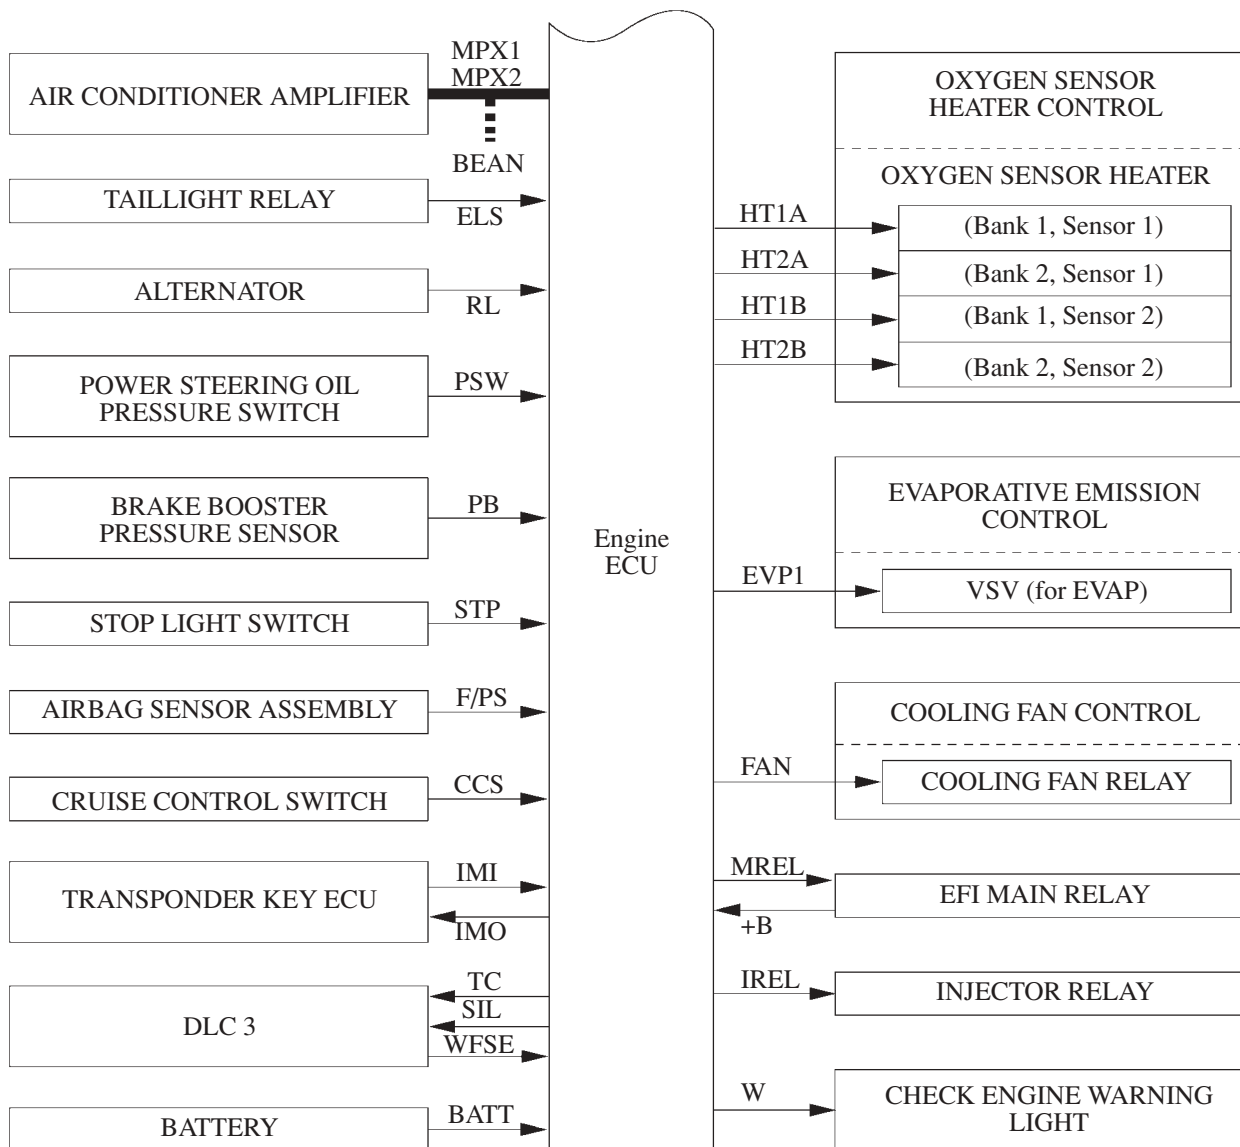 MPX1
MPX2
AIR CONDITIONER AMPLIFIER
BEAN
TAILLIGHT RELAY
ELS
ALTERNATOR
RL
POWER STEERING OIL
PRESSURE SWITCH
PSW
BRAKE BOOSTER
PRESSURE SENSOR
PB
STOP LIGHT SWITCH
STP
AIRBAG SENSOR ASSEMBLY
F/PS
CRUISE CONTROL SWITCH
CCS
TRANSPONDER KEY ECU
IMI
IMO
DLC 3
TC
SIL
WFSE
BATTERY
BATT
Engine
ECU
OXYGEN SENSOR
HEATER CONTROL
OXYGEN SENSOR HEATER
HT1A
(Bank 1, Sensor 1)
HT2A
(Bank 2, Sensor 1)
HT1B
(Bank 1, Sensor 2)
HT2B
(Bank 2, Sensor 2)
EVAPORATIVE EMISSION
CONTROL
EVP1
VSV (for EVAP)
COOLING FAN CONTROL
FAN
COOLING FAN RELAY
MREL
+B
EFI MAIN RELAY
IREL
INJECTOR RELAY
W
CHECK ENGINE WARNING
LIGHT